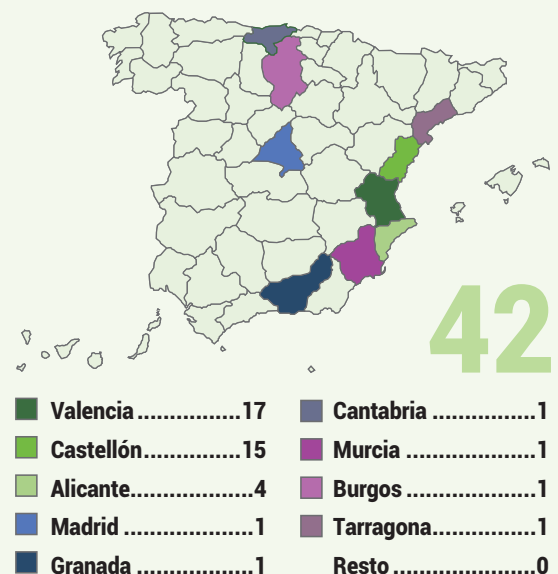 42
Valencia ................17
Castellón...............15
Alicante...................4
Madrid ...................1
Granada .................1
Cantabria ................1
Murcia ....................1
Burgos ....................1
Tarragona................1
Resto ......................0